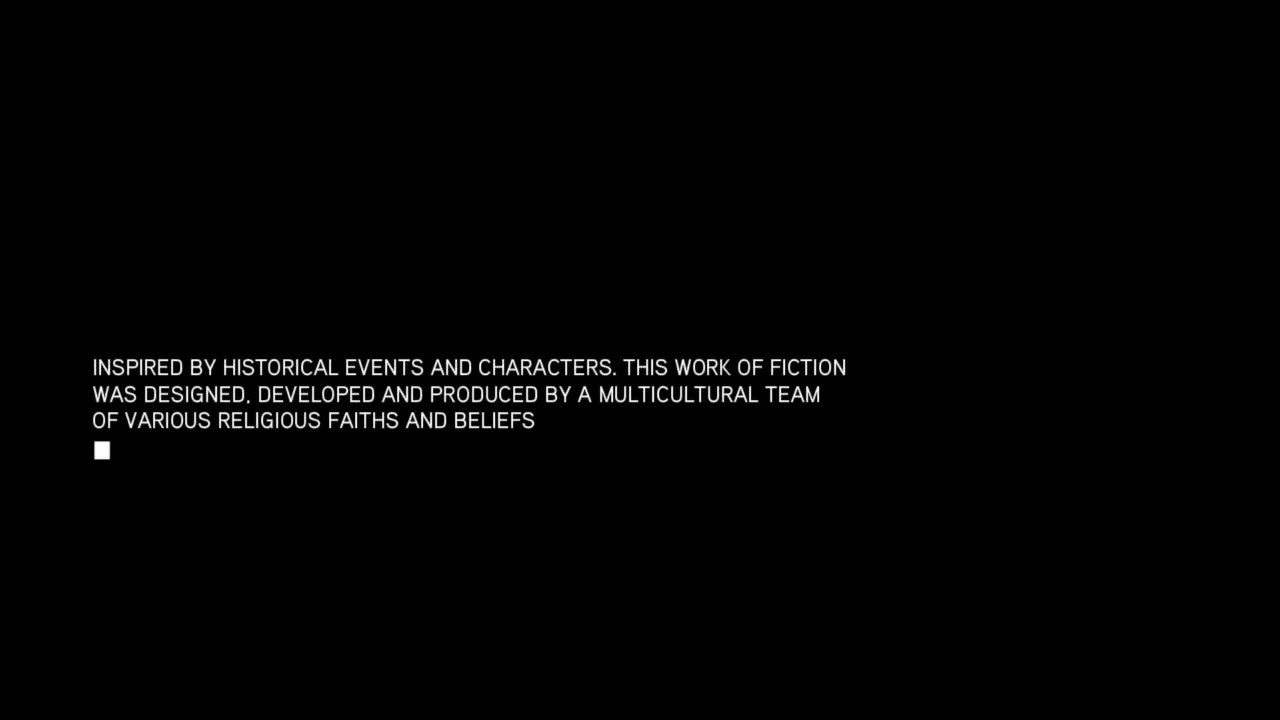 INSPIRED BY HISTORICAL EVENTS AND CHARACTERS. THIS WORK OF FICTION
WAS DESIGNED, DEVELOPED AND PRODUCED BY A MULTICULTURAL TEAM
OF VARIOUS RELIGIOUS FAITHS AND BELIEFS